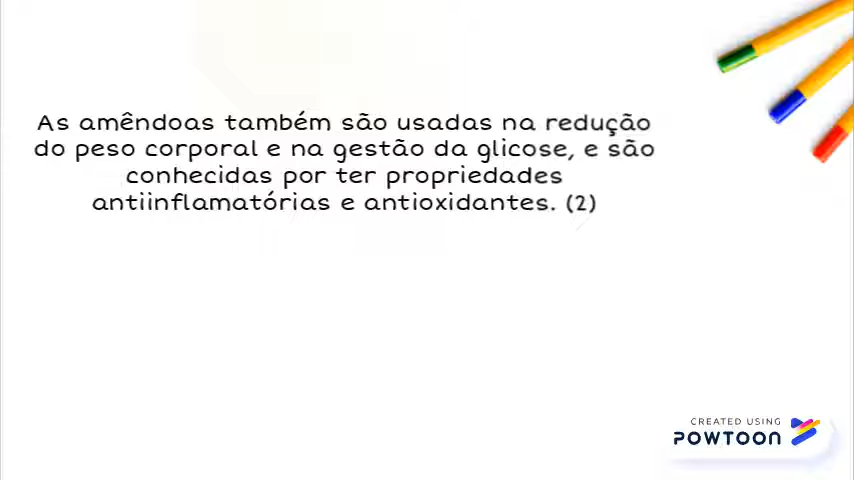 As amêndoas também são usadas na redução
do peso corporal e na gestão da glicose, e são
conhecidas por ter propriedades
antiinflamatórias e antioxidantes. (2)
CREATED USING
POWTOON